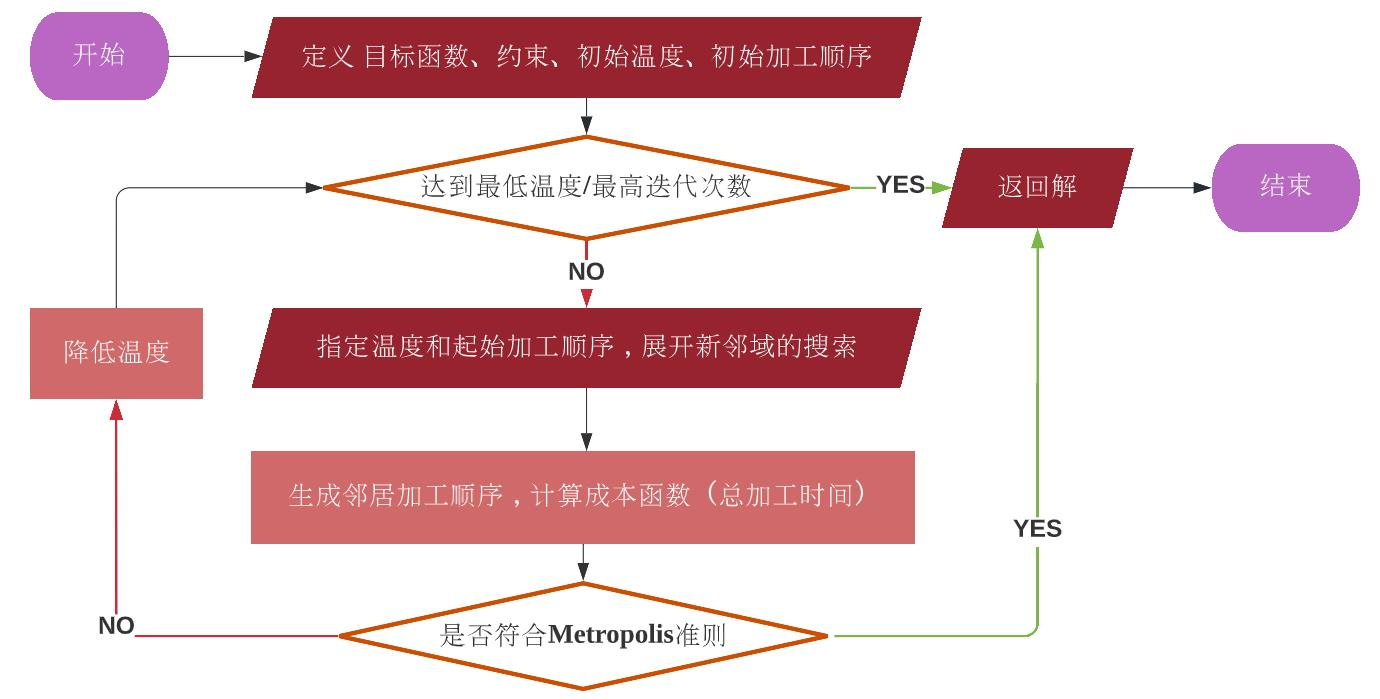 开始
定义 目标函数、约束、初始温度、初始加工顺序
达到最低温度/最高迭代次数
YES
返回解
结束
NO
降低温度
指定温度和起始加工顺序，展开新邻域的搜索
生成邻居加工顺序，计算成本函数（总加工时间）
YES
NO
是否符合Metropolis准则